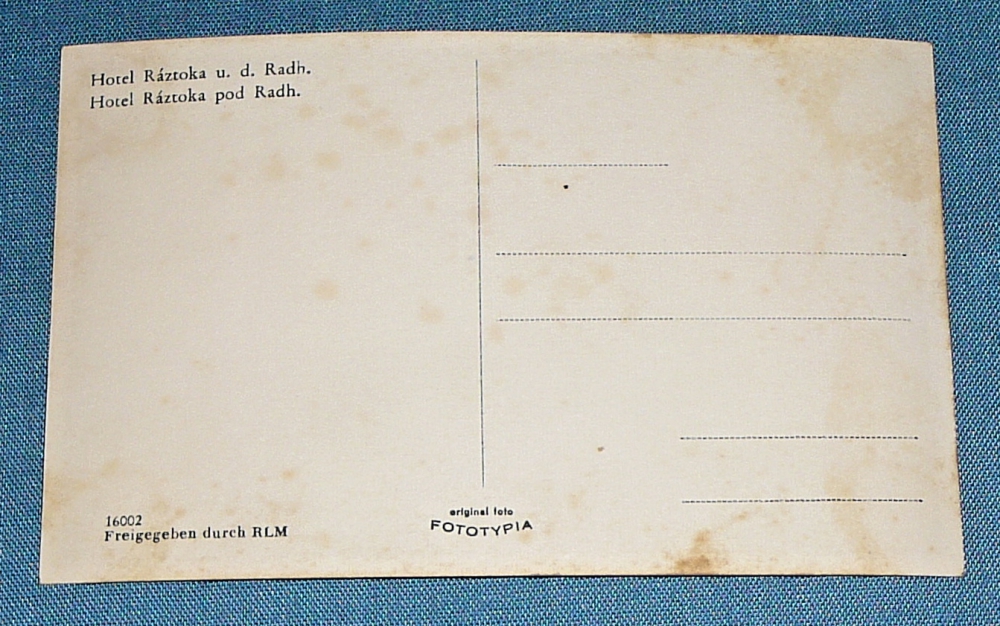 Hotel Ráztoka u. d. Radh.
Hotel Ráztoka pod Radh.
16002
Freigegeben durch RLM
original foto
FOTOTYPIA